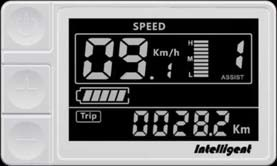 SPEED
09.1 Km/h H M L 1 ASSIST
Trip 0028.2 Km
Intelligent